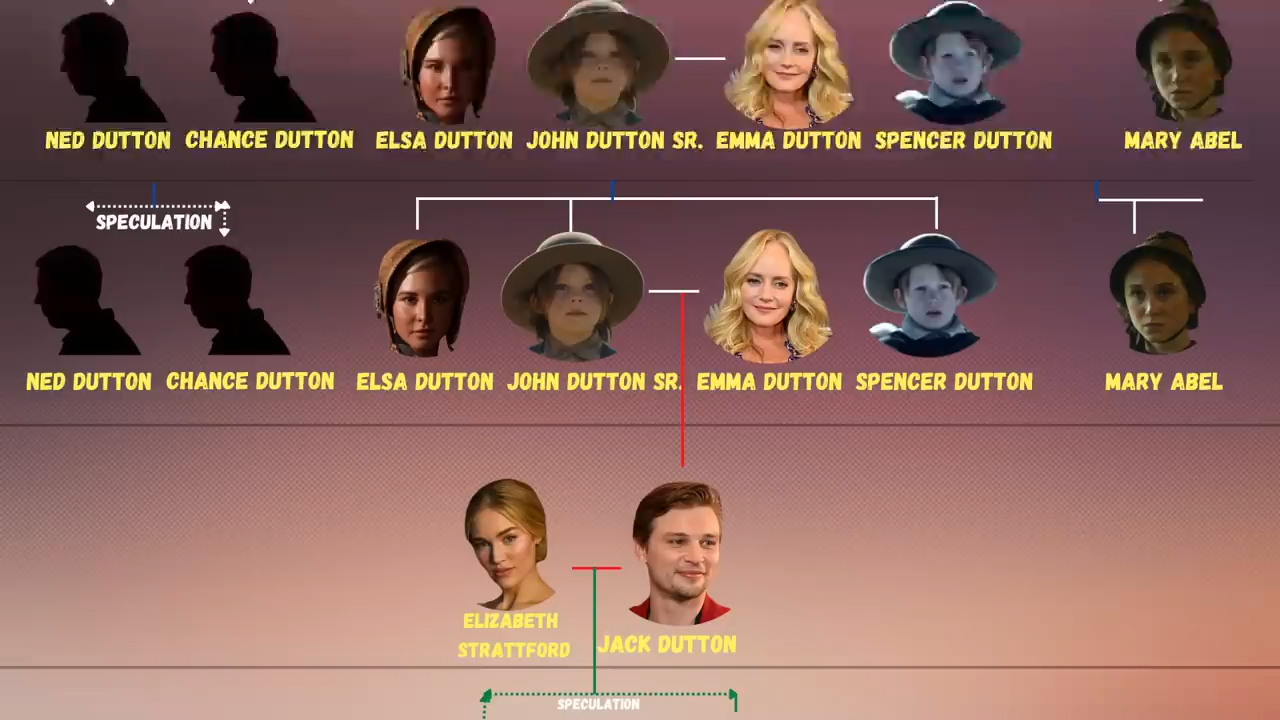 NED DUTTON CHANCE DUTTON ELSA DUTTON JOHN DUTTON SR. EMMA DUTTON SPENCER DUTTON MARY ABEL
SPECULATION
NED DUTTON CHANCE DUTTON ELSA DUTTON JOHN DUTTON SR. EMMA DUTTON SPENCER DUTTON MARY ABEL
ELIZABETH
STRATTFORD
JACK DUTTON
SPECULATION